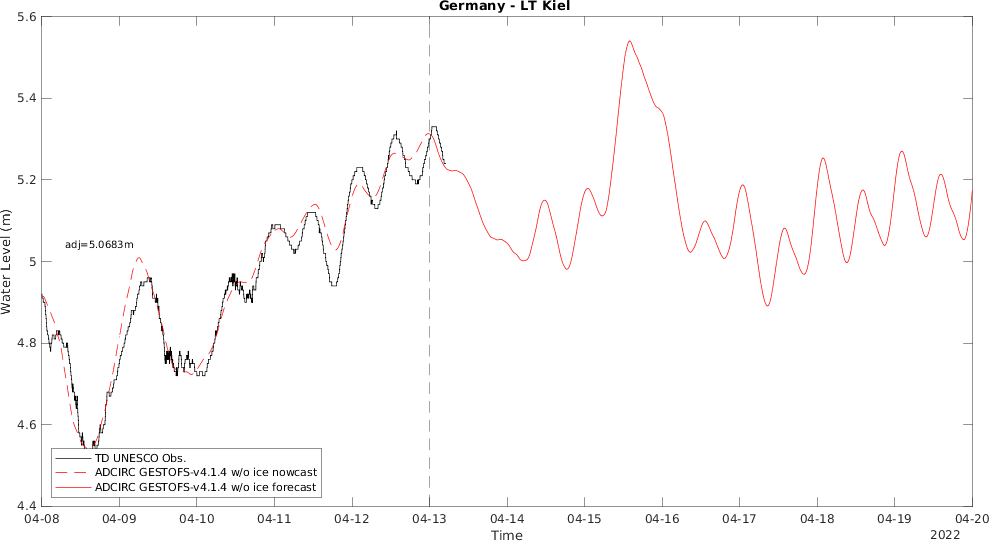 Germany - LT Kiel
5.6
5.4
5.2
5
4.8
4.6
4.4
Water Level (m)
adj=5.0683m
TD UNESCO Obs.
ADCIRC GESTOFS-v4.1.4 w/o ice nowcast
ADCIRC GESTOFS-v4.1.4 w/o ice forecast
04-08 04-09 04-10 04-11 04-12 04-13 04-14 04-15 04-16 04-17 04-18 04-19 04-20
Time
2022